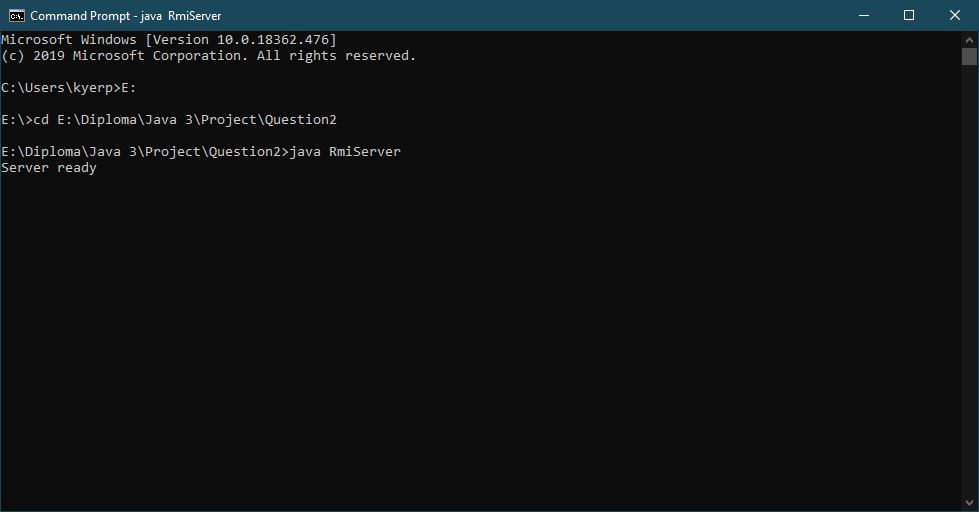 Command Prompt - java  RmiServer
Microsoft Windows [Version 10.0.18362.476]
(c) 2019 Microsoft Corporation. All rights reserved.
C:\Users\kyerp>E:
E:\>cd E:\Diploma\Java 3\Project\Question2
E:\Diploma\Java 3\Project\Question2>java RmiServer
Server ready